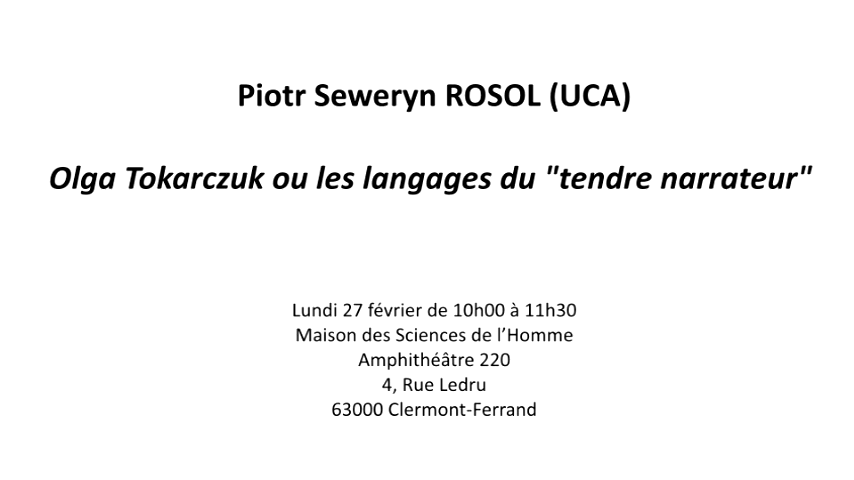 Piotr Seweryn ROSOL (UCA)
Olga Tokarczuk ou les langages du "tendre narrateur"
Lundi 27 février de 10h00 à 11h30
Maison des Sciences de l’Homme
Amphithéâtre 220
4, Rue Ledru
63000 Clermont-Ferrand